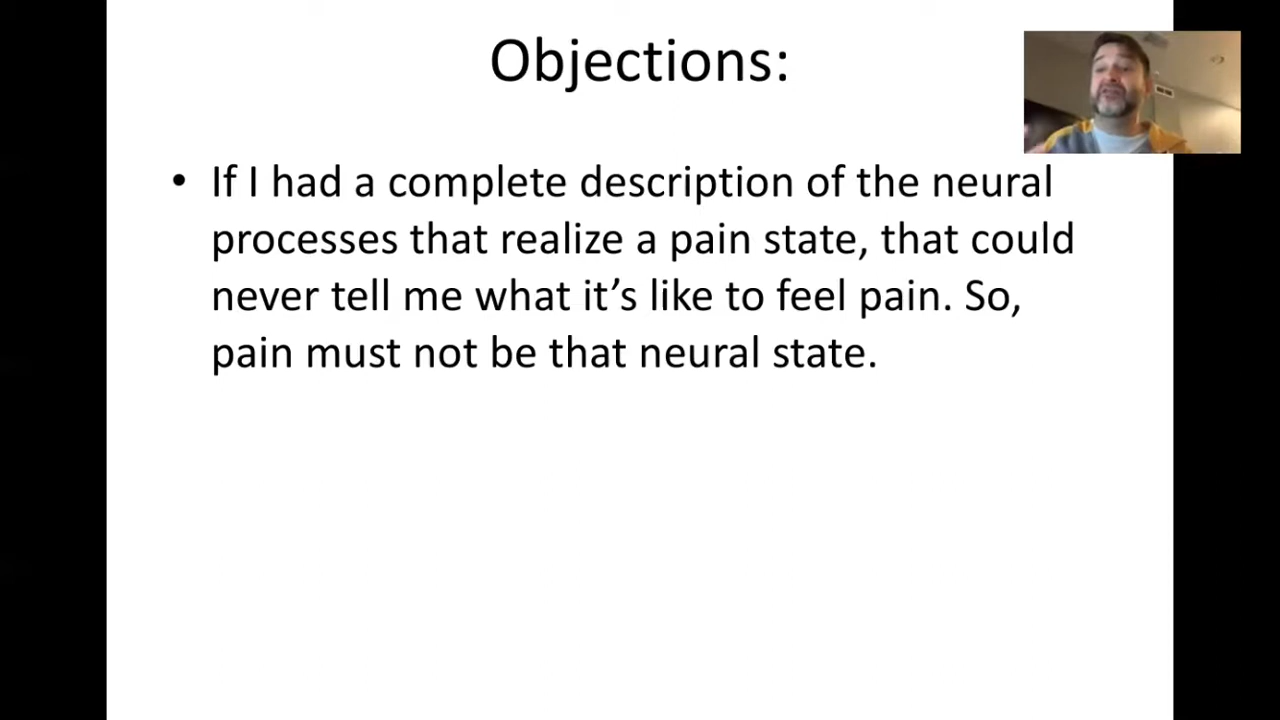 Objections:
• If I had a complete description of the neural
processes that realize a pain state, that could
never tell me what it’s like to feel pain. So,
pain must not be that neural state.